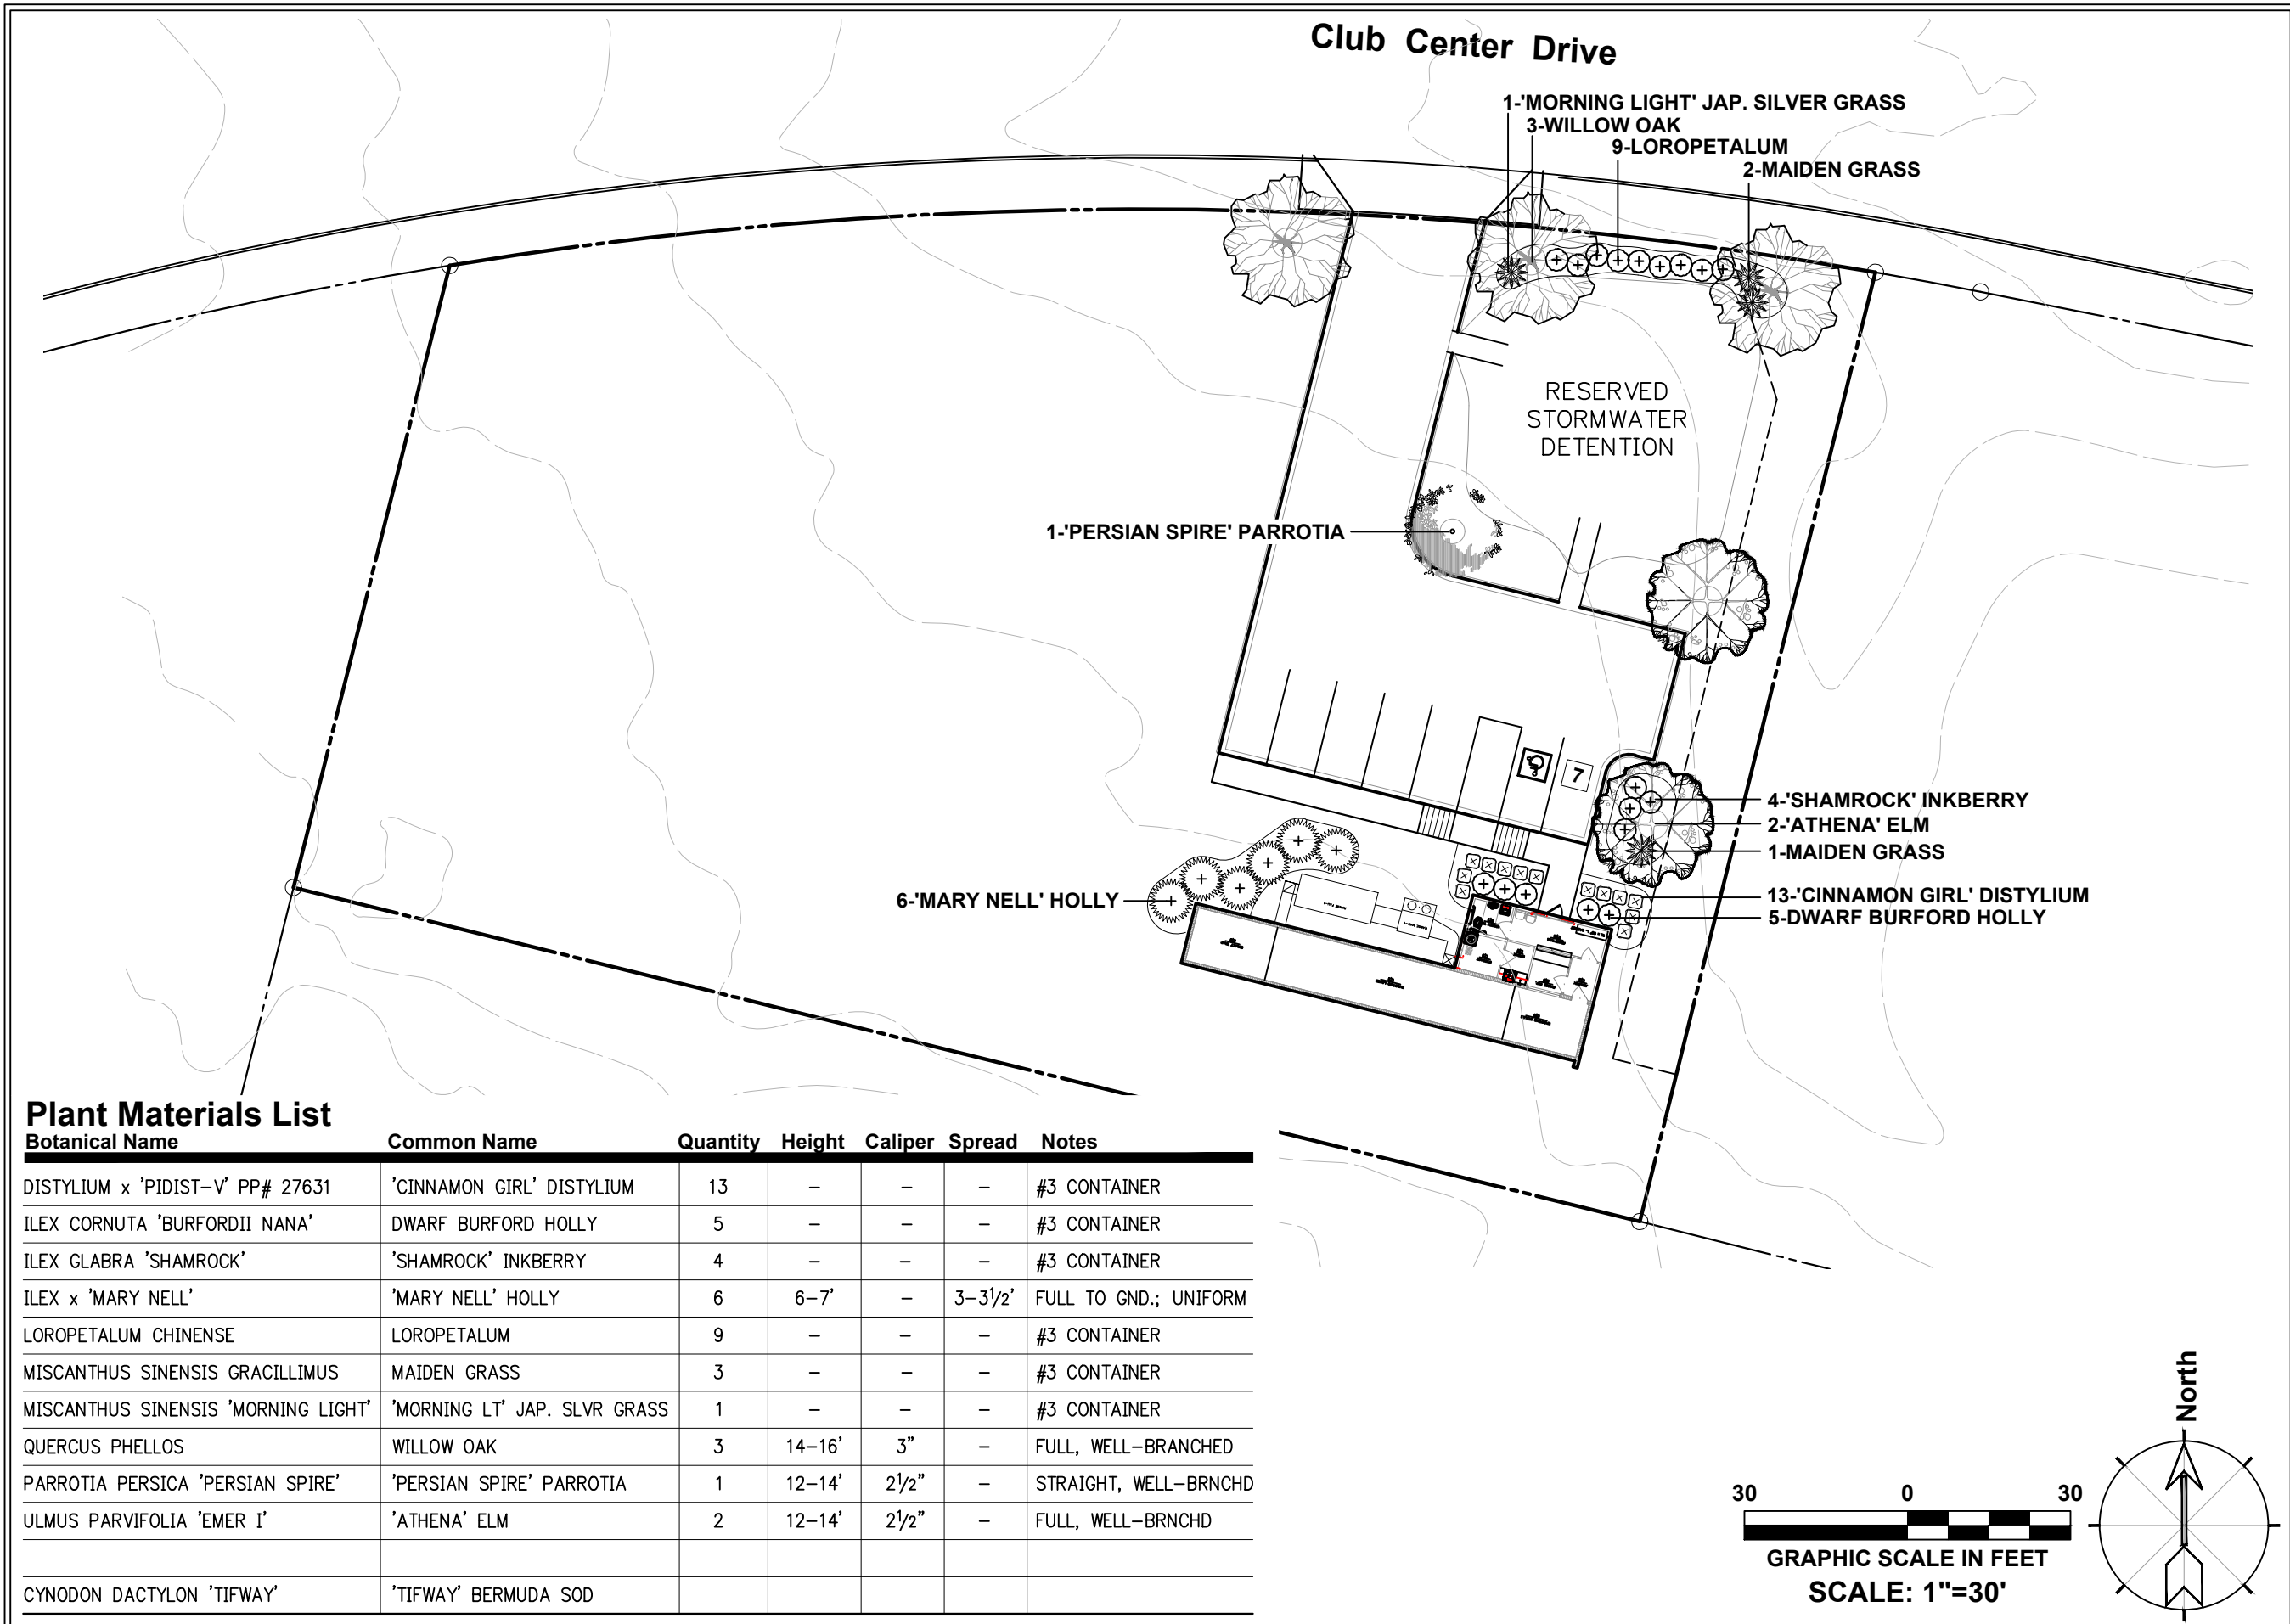 Club Center Drive
1-'MORNING LIGHT' JAP. SILVER GRASS
3-WILLOW OAK
9-LOROPETALUM
2-MAIDEN GRASS
RESERVED
STORMWATER
DETENTION
1-'PERSIAN SPIRE' PARROTIA
7
4-'SHAMROCK' INKBERRY
2-'ATHENA' ELM
1-MAIDEN GRASS
13-'CINNAMON GIRL' DISTYLIUM
5-DWARF BURFORD HOLLY
6-'MARY NELL' HOLLY
Plant Materials List
Botanical Name Common Name Quantity Height Caliper Spread Notes
DISTYLIUM x 'PIDIST-V' PP# 27631 'CINNAMON GIRL' DISTYLIUM 13 - - - #3 CONTAINER
ILEX CORNUTA 'BURFORDII NANA' DWARF BURFORD HOLLY 5 - - - #3 CONTAINER
ILEX GLABRA 'SHAMROCK' 'SHAMROCK' INKBERRY 4 - - - #3 CONTAINER
ILEX x 'MARY NELL' 'MARY NELL' HOLLY 6 6-7' - 3-3 1/2' FULL TO GND.; UNIFORM
LOROPETALUM CHINENSE LOROPETALUM 9 - - - #3 CONTAINER
MISCANTHUS SINENSIS GRACILLIMUS MAIDEN GRASS 3 - - - #3 CONTAINER
MISCANTHUS SINENSIS 'MORNING LIGHT' 'MORNING LT' JAP. SLVR GRASS 1 - - - #3 CONTAINER
QUERCUS PHELLOS WILLOW OAK 3 14-16' 3" - FULL, WELL-BRANCHED
PARROTIA PERSICA 'PERSIAN SPIRE' 'PERSIAN SPIRE' PARROTIA 1 12-14' 2 1/2" - STRAIGHT, WELL-BRNCHD
ULMUS PARVIFOLIA 'EMER I' 'ATHENA' ELM 2 12-14' 2 1/2" - FULL, WELL-BRNCHD
CYNODON DACTYLON 'TIFWAY' 'TIFWAY' BERMUDA SOD
North
30 0 30
GRAPHIC SCALE IN FEET
SCALE: 1"=30'